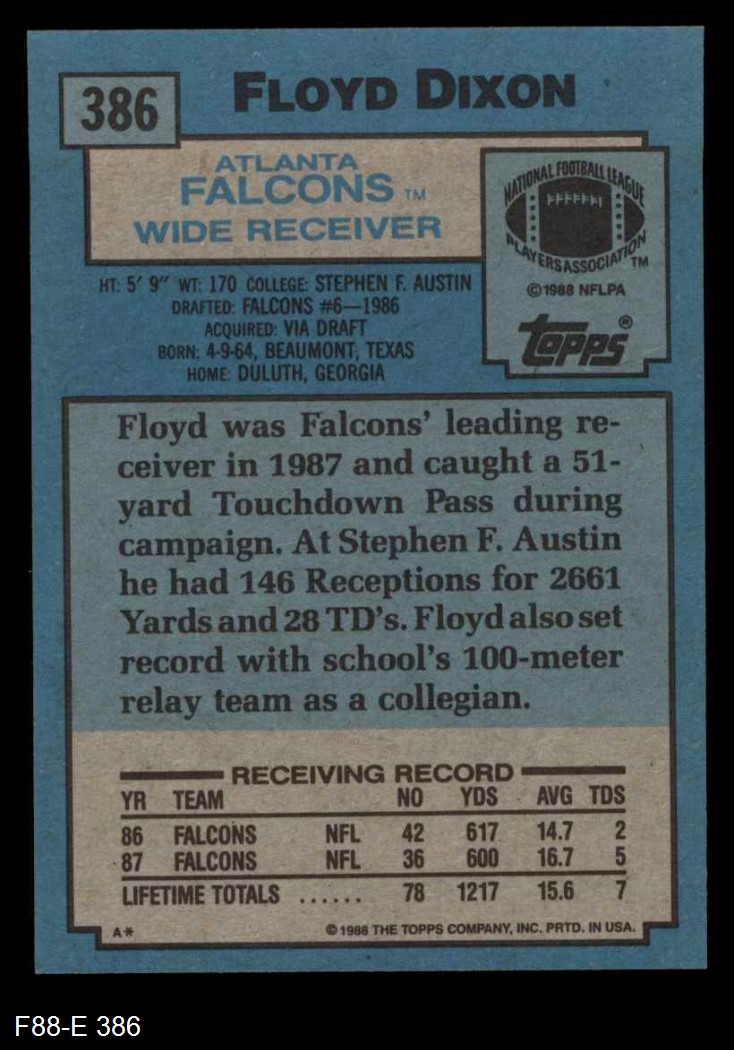 386
FLOYD DIXON
ATLANTA
FALCONS TM
WIDE RECEIVER
NATIONAL FOOTBALL LEAGUE
PLAYERS ASSOCIATION TM
©1988 NFLPA
topps®
HT: 5' 9" WT: 170 COLLEGE: STEPHEN F. AUSTIN
DRAFTED: FALCONS #6—1986
ACQUIRED: VIA DRAFT
BORN: 4-9-64, BEAUMONT, TEXAS
HOME: DULUTH, GEORGIA
Floyd was Falcons' leading re-
ceiver in 1987 and caught a 51-
yard Touchdown Pass during
campaign. At Stephen F. Austin
he had 146 Receptions for 2661
Yards and 28 TD's. Floyd also set
record with school's 100-meter
relay team as a collegian.
RECEIVING RECORD
YR TEAM NO YDS AVG TDS
86 FALCONS NFL 42 617 14.7 2
87 FALCONS NFL 36 600 16.7 5
LIFETIME TOTALS ...... 78 1217 15.6 7
A* ©1988 THE TOPPS COMPANY, INC. PRTD. IN USA.
F88-E 386